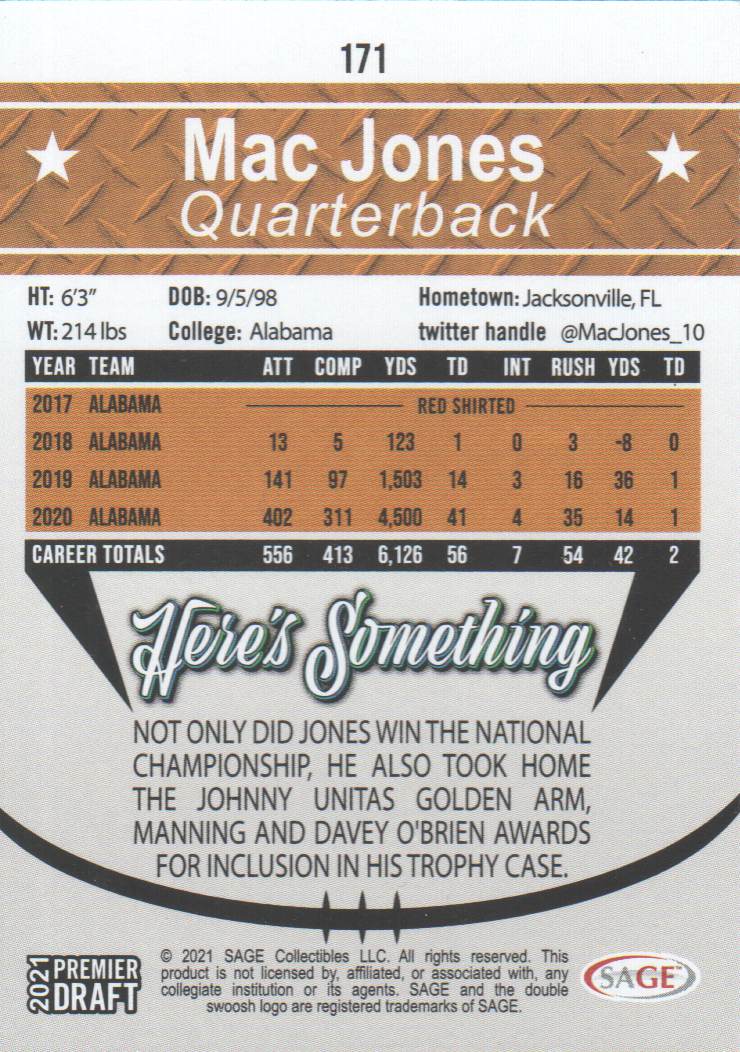 171
Mac Jones
Quarterback
HT: 6'3" DOB: 9/5/98 Hometown: Jacksonville, FL
WT: 214 lbs College: Alabama twitter handle @MacJones_10
YEAR TEAM ATT COMP YDS TD INT RUSH YDS TD
2017 ALABAMA RED SHIRTED
2018 ALABAMA 13 5 123 1 0 3 -8 0
2019 ALABAMA 141 97 1,503 14 3 16 36 1
2020 ALABAMA 402 311 4,500 41 4 35 14 1
CAREER TOTALS 556 413 6,126 56 7 54 42 2
Here's Something
NOT ONLY DID JONES WIN THE NATIONAL
CHAMPIONSHIP, HE ALSO TOOK HOME
THE JOHNNY UNITAS GOLDEN ARM,
MANNING AND DAVEY O'BRIEN AWARDS
FOR INCLUSION IN HIS TROPHY CASE.
2021 PREMIER DRAFT
© 2021 SAGE Collectibles LLC. All rights reserved. This
product is not licensed by, affiliated, or associated with, any
collegiate institution or its agents. SAGE and the double
swoosh logo are registered trademarks of SAGE.
SAGE™